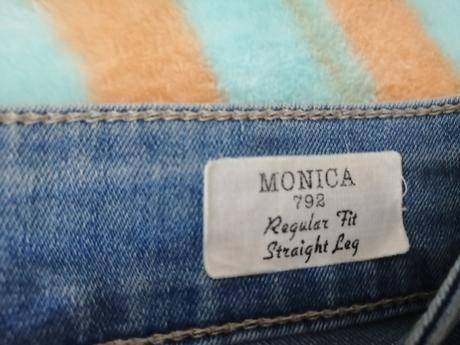 MONICA
792
Regular Fit
Straight Leg